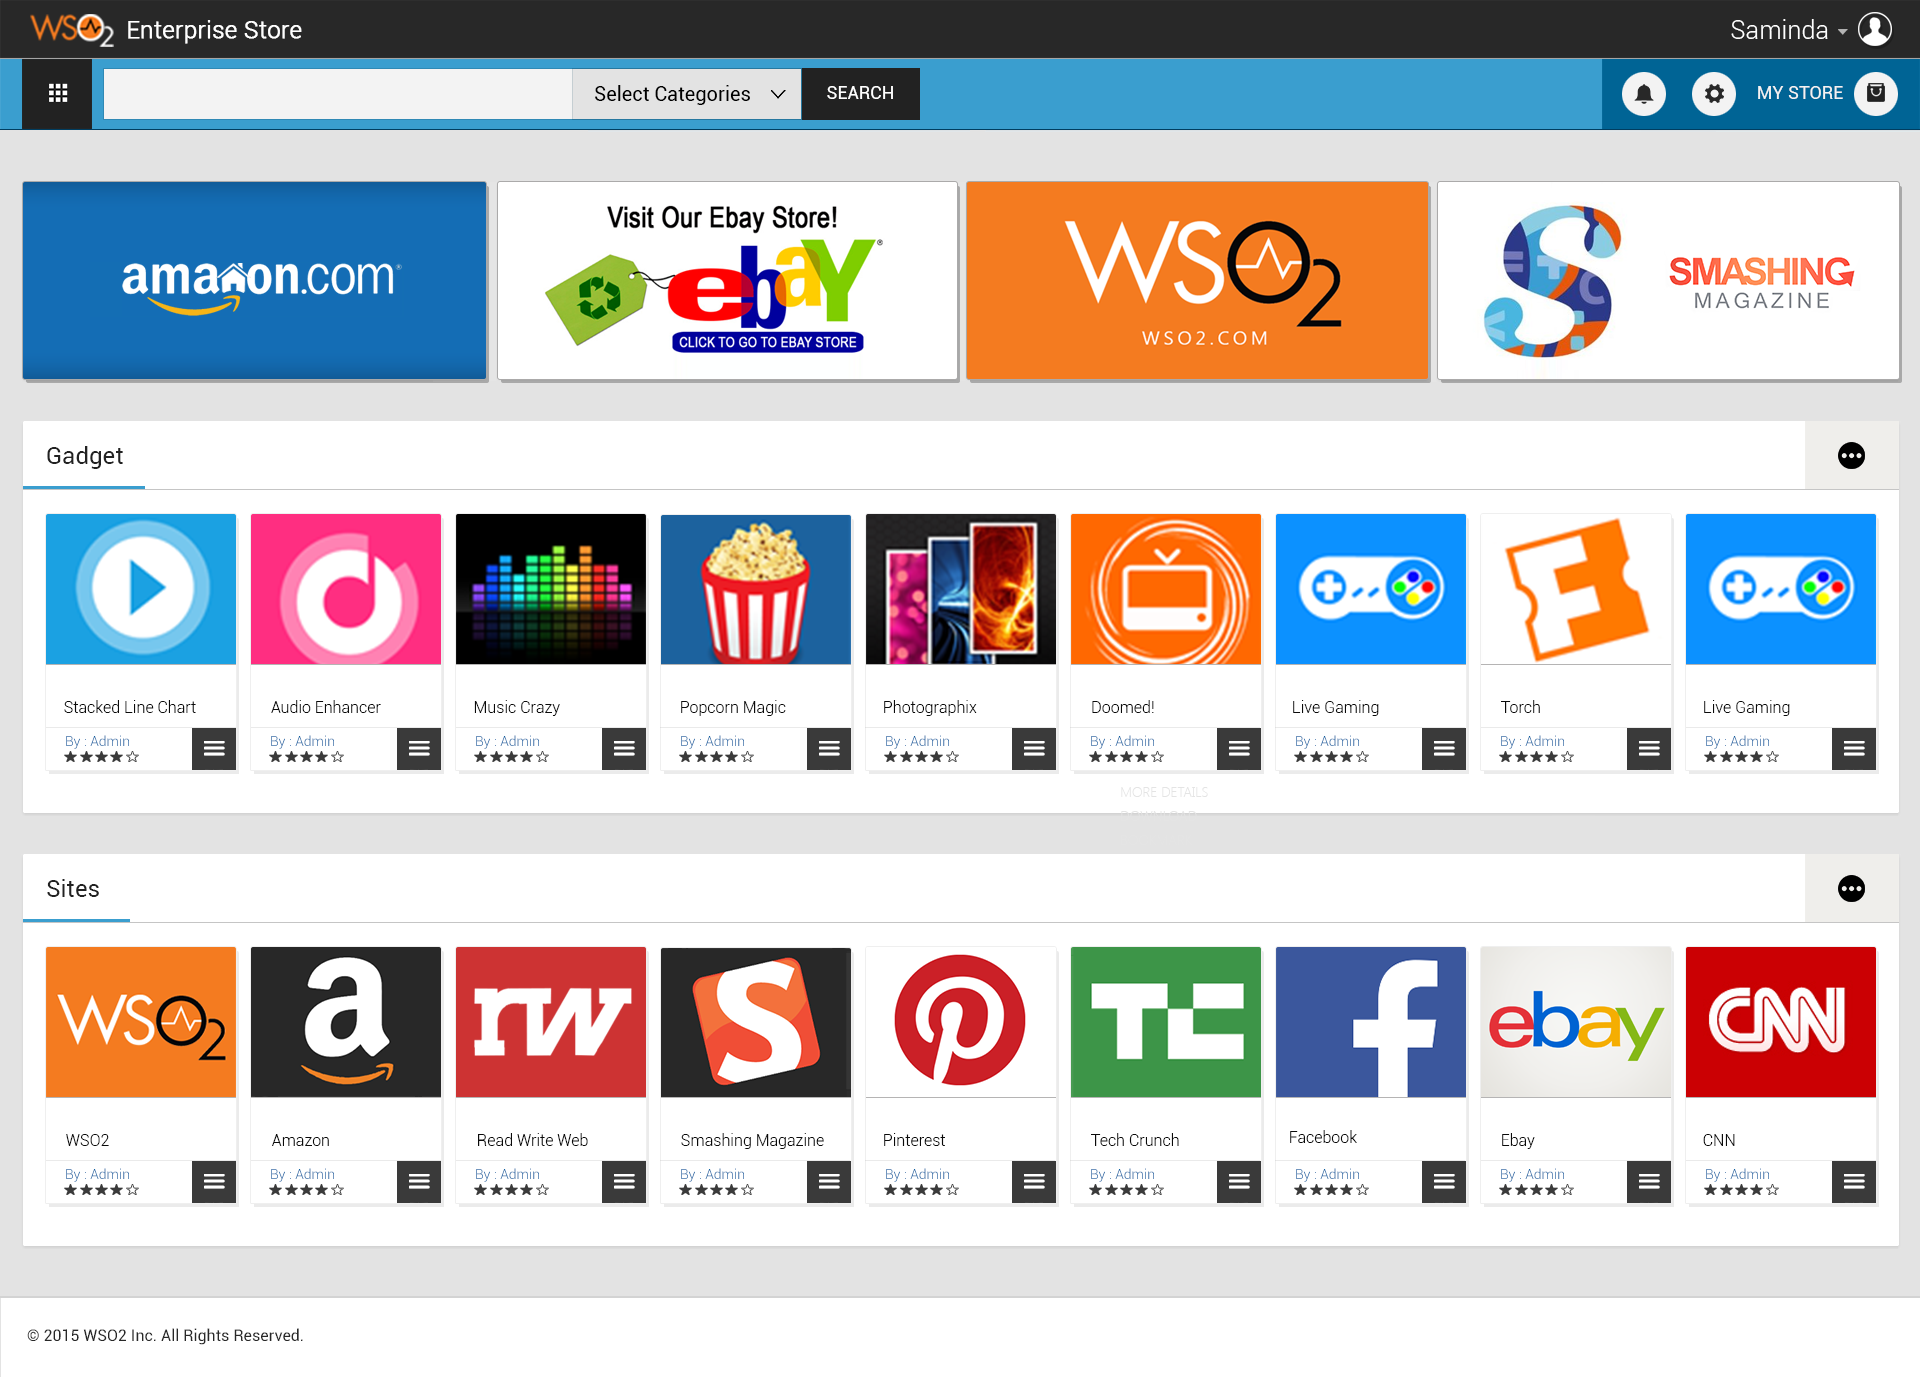 WSO2 Enterprise Store
Saminda
Select Categories
SEARCH
MY STORE
amazon.com
Visit Our Ebay Store!
ebay®
CLICK TO GO TO EBAY STORE
WSO2
WSO2.COM
S
SMASHING
MAGAZINE
Gadget
Stacked Line Chart
Audio Enhancer
Music Crazy
Popcorn Magic
Photographix
Doomed!
Live Gaming
Torch
Live Gaming
By : Admin
By : Admin
By : Admin
By : Admin
By : Admin
By : Admin
By : Admin
By : Admin
By : Admin
MORE DETAILS
Sites
WSO2
a
rw
S
P
TC
f
ebay
CNN
WSO2
Amazon
Read Write Web
Smashing Magazine
Pinterest
Tech Crunch
Facebook
Ebay
CNN
By : Admin
By : Admin
By : Admin
By : Admin
By : Admin
By : Admin
By : Admin
By : Admin
By : Admin
© 2015 WSO2 Inc. All Rights Reserved.